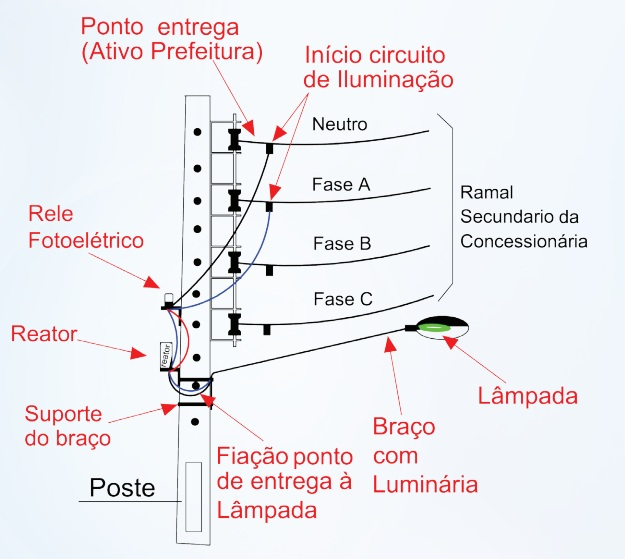 Ponto entrega
(Ativo Prefeitura)
Início circuito
de Iluminação
Neutro
Fase A
Fase B
Fase C
Ramal
Secundario da
Concessionária
Rele
Fotoelétrico
Reator
reator
Suporte
do braço
Poste
Fiação ponto
de entrega à
Lâmpada
Braço
com
Luminária
Lâmpada